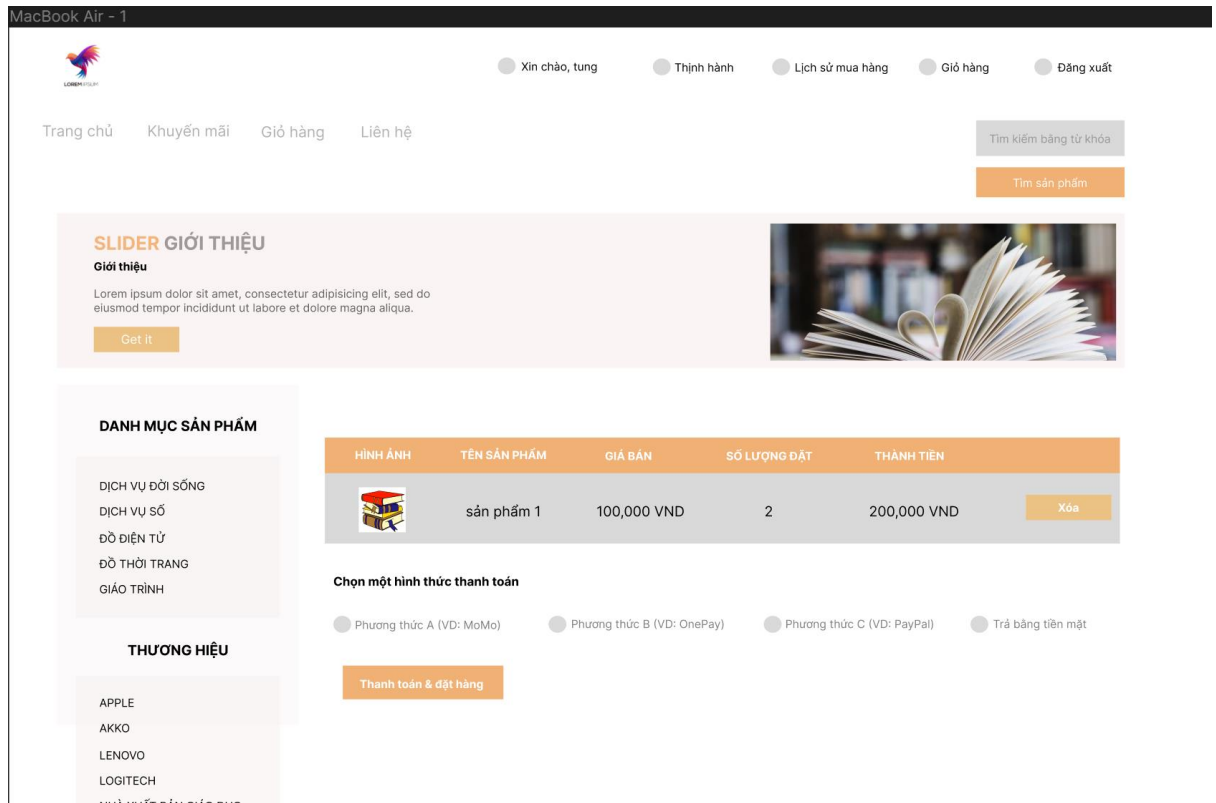 MacBook Air - 1
LOREM IPSUM
Xin chào, tung
Thịnh hành
Lịch sử mua hàng
Giỏ hàng
Đăng xuất
Trang chủ
Khuyến mãi
Giỏ hàng
Liên hệ
Tìm kiếm bằng từ khóa
Tìm sản phẩm
SLIDER GIỚI THIỆU
Giới thiệu
Lorem ipsum dolor sit amet, consectetur adipisicing elit, sed do
eiusmod tempor incididunt ut labore et dolore magna aliqua.
Get it
DANH MỤC SẢN PHẨM
DỊCH VỤ ĐỜI SỐNG
DỊCH VỤ SỐ
ĐỒ ĐIỆN TỬ
ĐỒ THỜI TRANG
GIÁO TRÌNH
THƯƠNG HIỆU
APPLE
AKKO
LENOVO
LOGITECH
NHÀ XUẤT BẢN GIÁO DỤC
HÌNH ẢNH TÊN SẢN PHẨM GIÁ BÁN SỐ LƯỢNG ĐẶT THÀNH TIỀN
sản phẩm 1 100,000 VND 2 200,000 VND Xóa
Chọn một hình thức thanh toán
Phương thức A (VD: MoMo)
Phương thức B (VD: OnePay)
Phương thức C (VD: PayPal)
Trả bằng tiền mặt
Thanh toán & đặt hàng